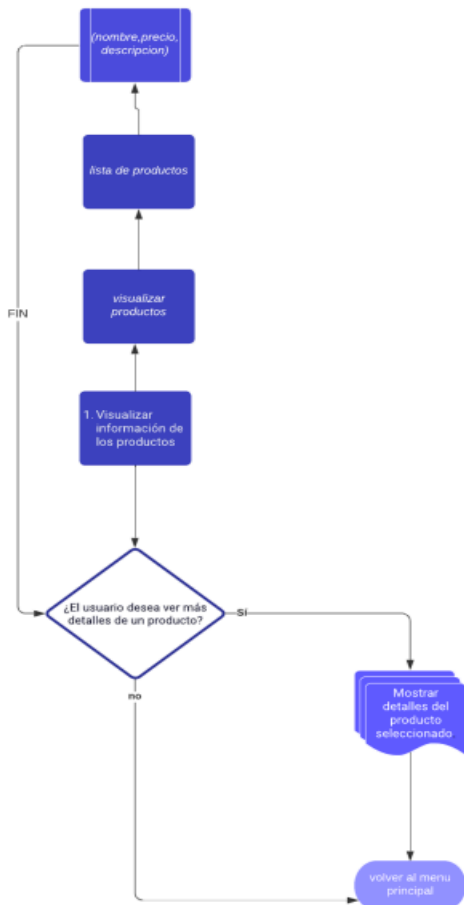 (nombre,precio,
descripcion)
lista de productos
visualizar
productos
FIN
1. Visualizar
información de
los productos
¿El usuario desea ver más
detalles de un producto?
Sí
no
Mostrar
detalles del
producto
seleccionado.
volver al menu
principal